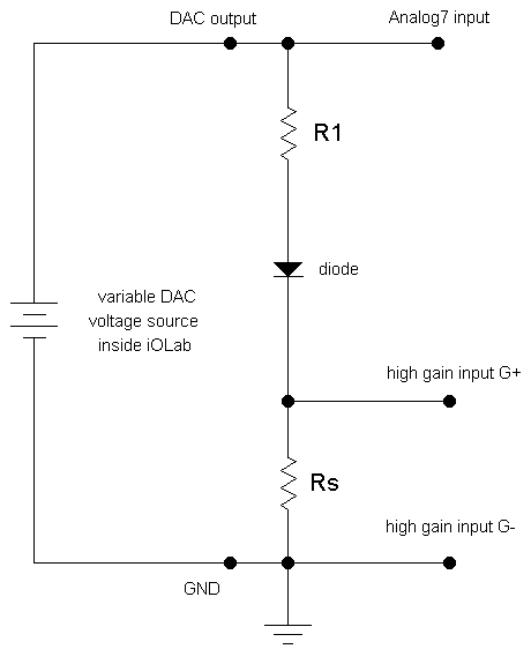 DAC output
Analog7 input
R1
diode
variable DAC
voltage source
inside iOLab
high gain input G+
Rs
high gain input G-
GND